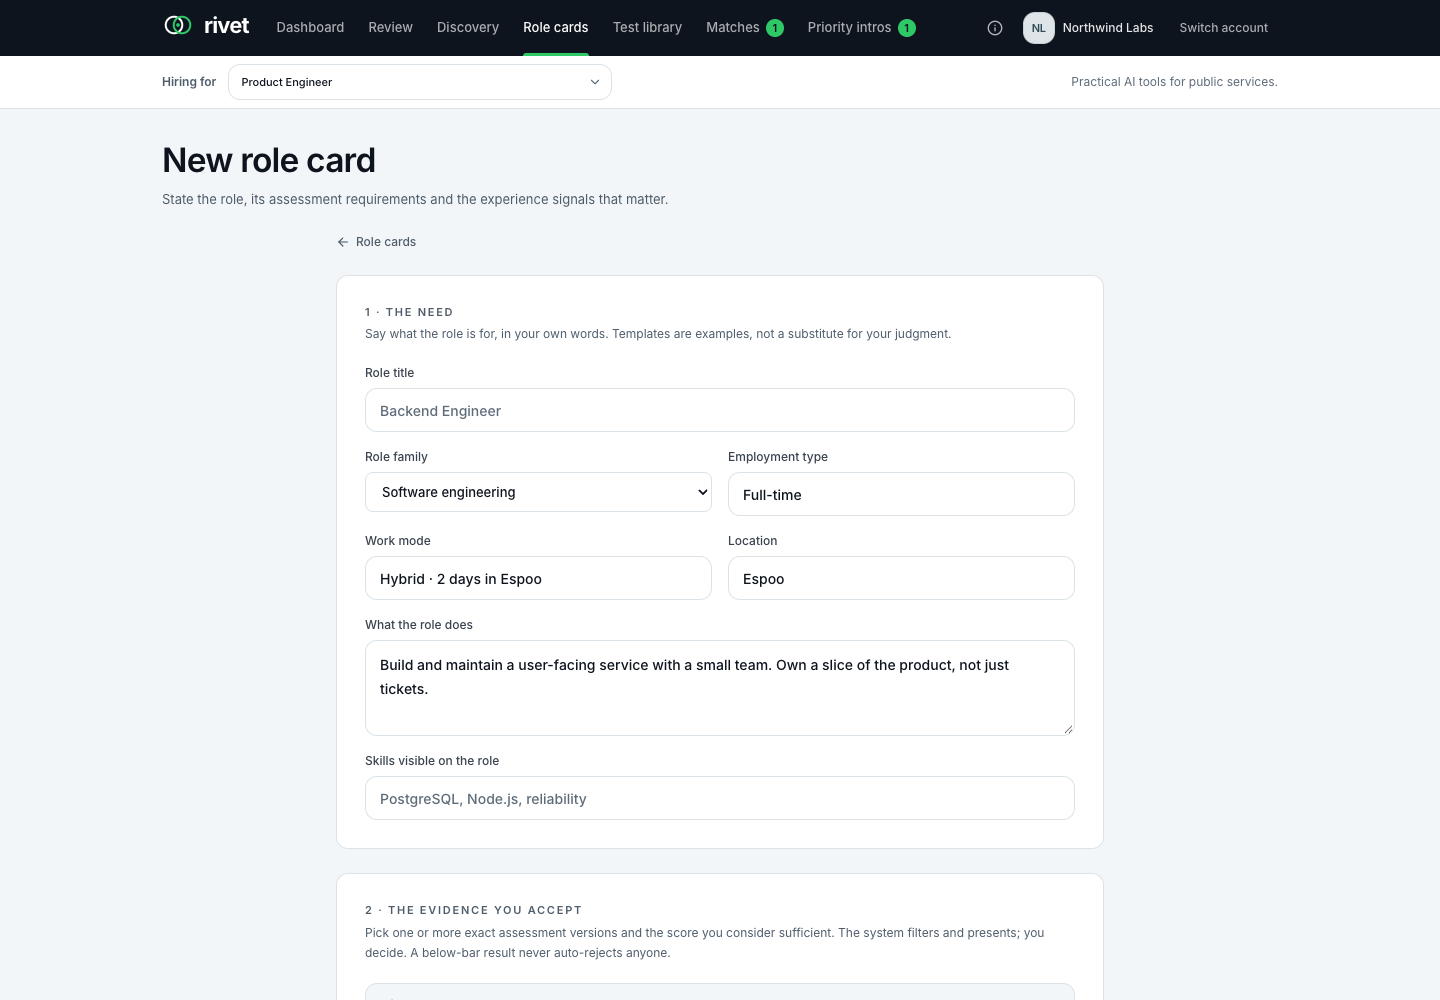 rivet
Dashboard
Review
Discovery
Role cards
Test library
Matches 1
Priority intros 1
NL
Northwind Labs
Switch account
Hiring for
Product Engineer
Practical AI tools for public services.
New role card
State the role, its assessment requirements and the experience signals that matter.
← Role cards
1 · THE NEED
Say what the role is for, in your own words. Templates are examples, not a substitute for your judgment.
Role title
Backend Engineer
Role family
Employment type
Software engineering
Full-time
Work mode
Location
Hybrid · 2 days in Espoo
Espoo
What the role does
Build and maintain a user-facing service with a small team. Own a slice of the product, not just
tickets.
Skills visible on the role
PostgreSQL, Node.js, reliability
2 · THE EVIDENCE YOU ACCEPT
Pick one or more exact assessment versions and the score you consider sufficient. The system filters and presents; you
decide. A below-bar result never auto-rejects anyone.